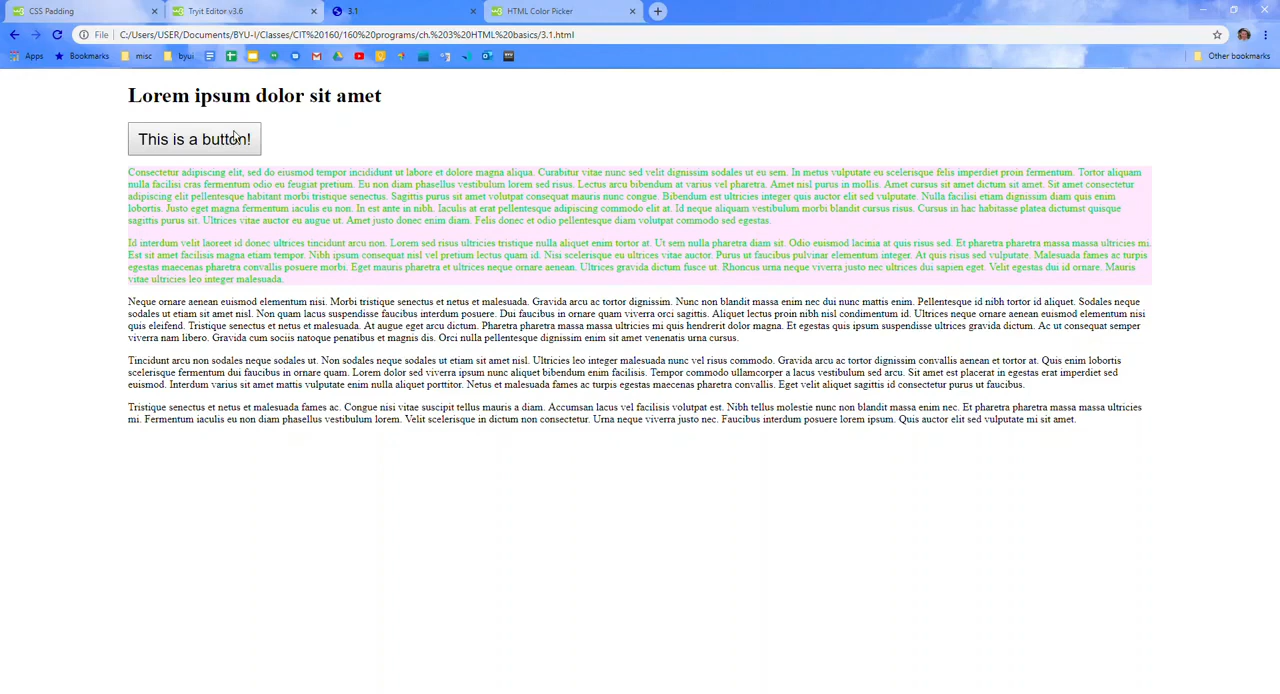 CSS Padding
Tryit Editor v3.6
3.1
HTML Color Picker
File
C:/Users/USER/Documents/BYU-I/Classes/CIT%20160/160%20programs/ch.%203%20HTML%20basics/3.1.html
Apps
Bookmarks
misc
byui
Other bookmarks
Lorem ipsum dolor sit amet
This is a button!
Consectetur adipiscing elit, sed do eiusmod tempor incididunt ut labore et dolore magna aliqua. Curabitur vitae nunc sed velit dignissim sodales ut eu sem. In metus vulputate eu scelerisque felis imperdiet proin fermentum. Tortor aliquam
nulla facilisi cras fermentum odio eu feugiat pretium. Eu non diam phasellus vestibulum lorem sed risus. Lectus arcu bibendum at varius vel pharetra. Amet nisl purus in mollis. Amet cursus sit amet dictum sit amet. Sit amet consectetur
adipiscing elit pellentesque habitant morbi tristique senectus. Sagittis purus sit amet volutpat consequat mauris nunc congue. Bibendum est ultricies integer quis auctor elit sed vulputate. Nulla facilisi etiam dignissim diam quis enim
lobortis. Justo eget magna fermentum iaculis eu non. In est ante in nibh. Iaculis at erat pellentesque adipiscing commodo elit at. Id neque aliquam vestibulum morbi blandit cursus risus. Cursus in hac habitasse platea dictumst quisque
sagittis purus sit. Ultrices vitae auctor eu augue ut. Amet justo donec enim diam. Felis donec et odio pellentesque diam volutpat commodo sed egestas.
Id interdum velit laoreet id donec ultrices tincidunt arcu non. Lorem sed risus ultricies tristique nulla aliquet enim tortor at. Ut sem nulla pharetra diam sit. Odio euismod lacinia at quis risus sed. Et pharetra pharetra massa massa ultricies mi.
Est sit amet facilisis magna etiam tempor. Nibh ipsum consequat nisl vel pretium lectus quam id. Nisi scelerisque eu ultrices vitae auctor. Purus ut faucibus pulvinar elementum integer. At quis risus sed vulputate. Malesuada fames ac turpis
egestas maecenas pharetra convallis posuere morbi. Eget mauris pharetra et ultrices neque ornare aenean. Ultrices gravida dictum fusce ut. Rhoncus urna neque viverra justo nec ultrices dui sapien eget. Velit egestas dui id ornare. Mauris
vitae ultricies leo integer malesuada.
Neque ornare aenean euismod elementum nisi. Morbi tristique senectus et netus et malesuada. Gravida arcu ac tortor dignissim. Nunc non blandit massa enim nec dui nunc mattis enim. Pellentesque id nibh tortor id aliquet. Sodales neque
sodales ut etiam sit amet nisl. Non quam lacus suspendisse faucibus interdum posuere. Dui faucibus in ornare quam viverra orci sagittis. Aliquet lectus proin nibh nisl condimentum id. Ultrices neque ornare aenean euismod elementum nisi
quis eleifend. Tristique senectus et netus et malesuada. At augue eget arcu dictum. Pharetra pharetra massa massa ultricies mi quis hendrerit dolor magna. Et egestas quis ipsum suspendisse ultrices gravida dictum. Ac ut consequat semper
viverra nam libero. Gravida cum sociis natoque penatibus et magnis dis. Orci nulla pellentesque dignissim enim sit amet venenatis urna cursus.
Tincidunt arcu non sodales neque sodales ut. Non sodales neque sodales ut etiam sit amet nisl. Ultricies leo integer malesuada nunc vel risus commodo. Gravida arcu ac tortor dignissim convallis aenean et tortor at. Quis enim lobortis
scelerisque fermentum dui faucibus in ornare quam. Lorem dolor sed viverra ipsum nunc aliquet bibendum enim facilisis. Tempor commodo ullamcorper a lacus vestibulum sed arcu. Sit amet est placerat in egestas erat imperdiet sed
euismod. Interdum varius sit amet mattis vulputate enim nulla aliquet porttitor. Netus et malesuada fames ac turpis egestas maecenas pharetra convallis. Eget velit aliquet sagittis id consectetur purus ut faucibus.
Tristique senectus et netus et malesuada fames ac. Congue nisi vitae suscipit tellus mauris a diam. Accumsan lacus vel facilisis volutpat est. Nibh tellus molestie nunc non blandit massa enim nec. Et pharetra pharetra massa massa ultricies
mi. Fermentum iaculis eu non diam phasellus vestibulum lorem. Velit scelerisque in dictum non consectetur. Urna neque viverra justo nec. Faucibus interdum posuere lorem ipsum. Quis auctor elit sed vulputate mi sit amet.